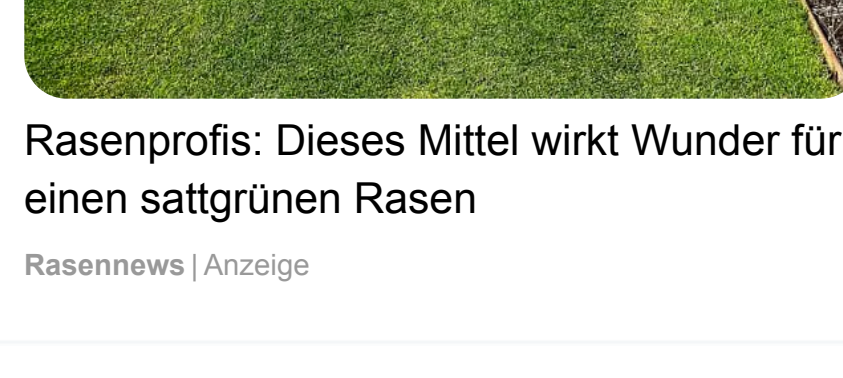 Rasenprofis: Dieses Mittel wirkt Wunder für
einen sattgrünen Rasen
Rasennews | Anzeige